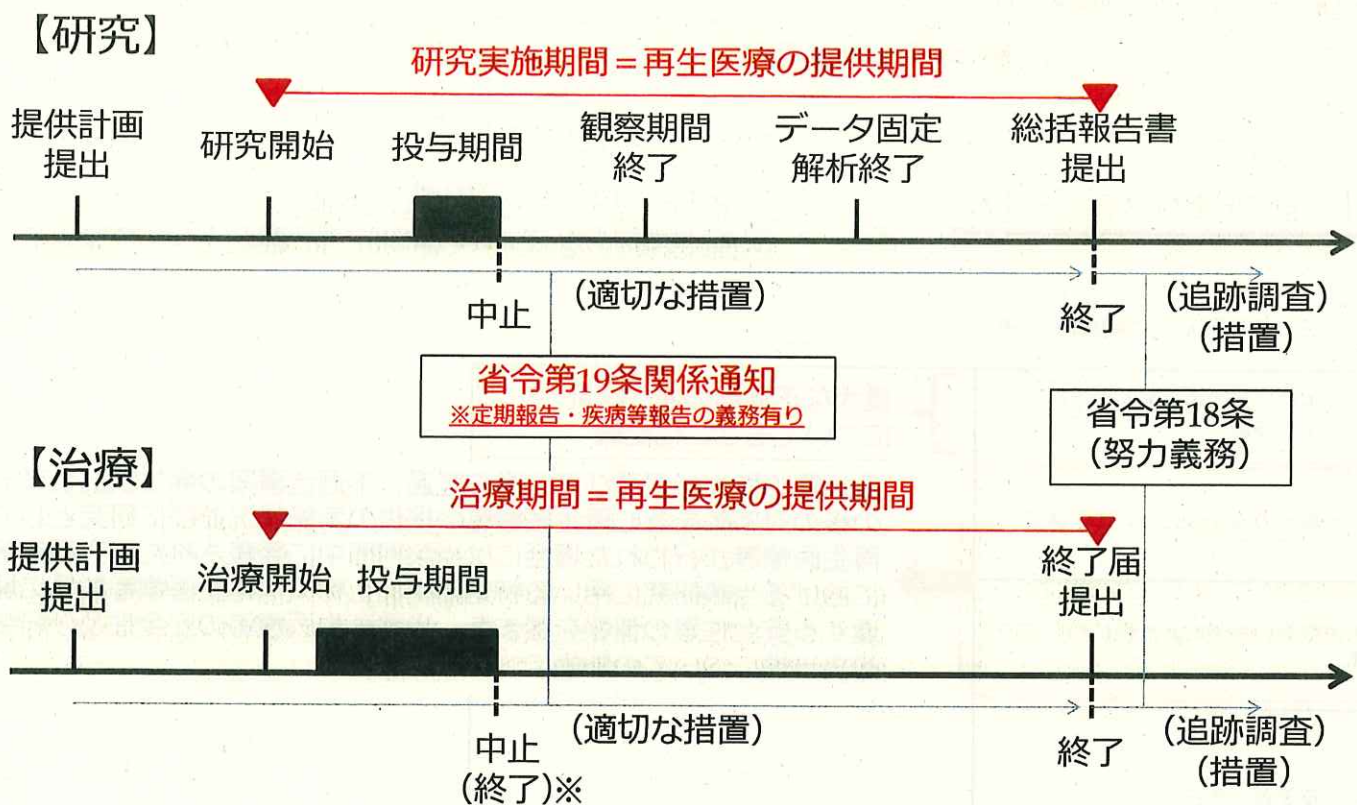 【研究】
研究実施期間＝再生医療の提供期間
提供計画
提出
研究開始
投与期間
観察期間
終了
データ固定
解析終了
総括報告書
提出
中止
(適切な措置)
終了
(追跡調査)
(措置)
省令第19条関係通知
※定期報告・疾病等報告の義務有り
省令第18条
(努力義務)
【治療】
治療期間＝再生医療の提供期間
提供計画
提出
治療開始
投与期間
終了届
提出
中止
(終了)※
(適切な措置)
終了
(追跡調査)
(措置)